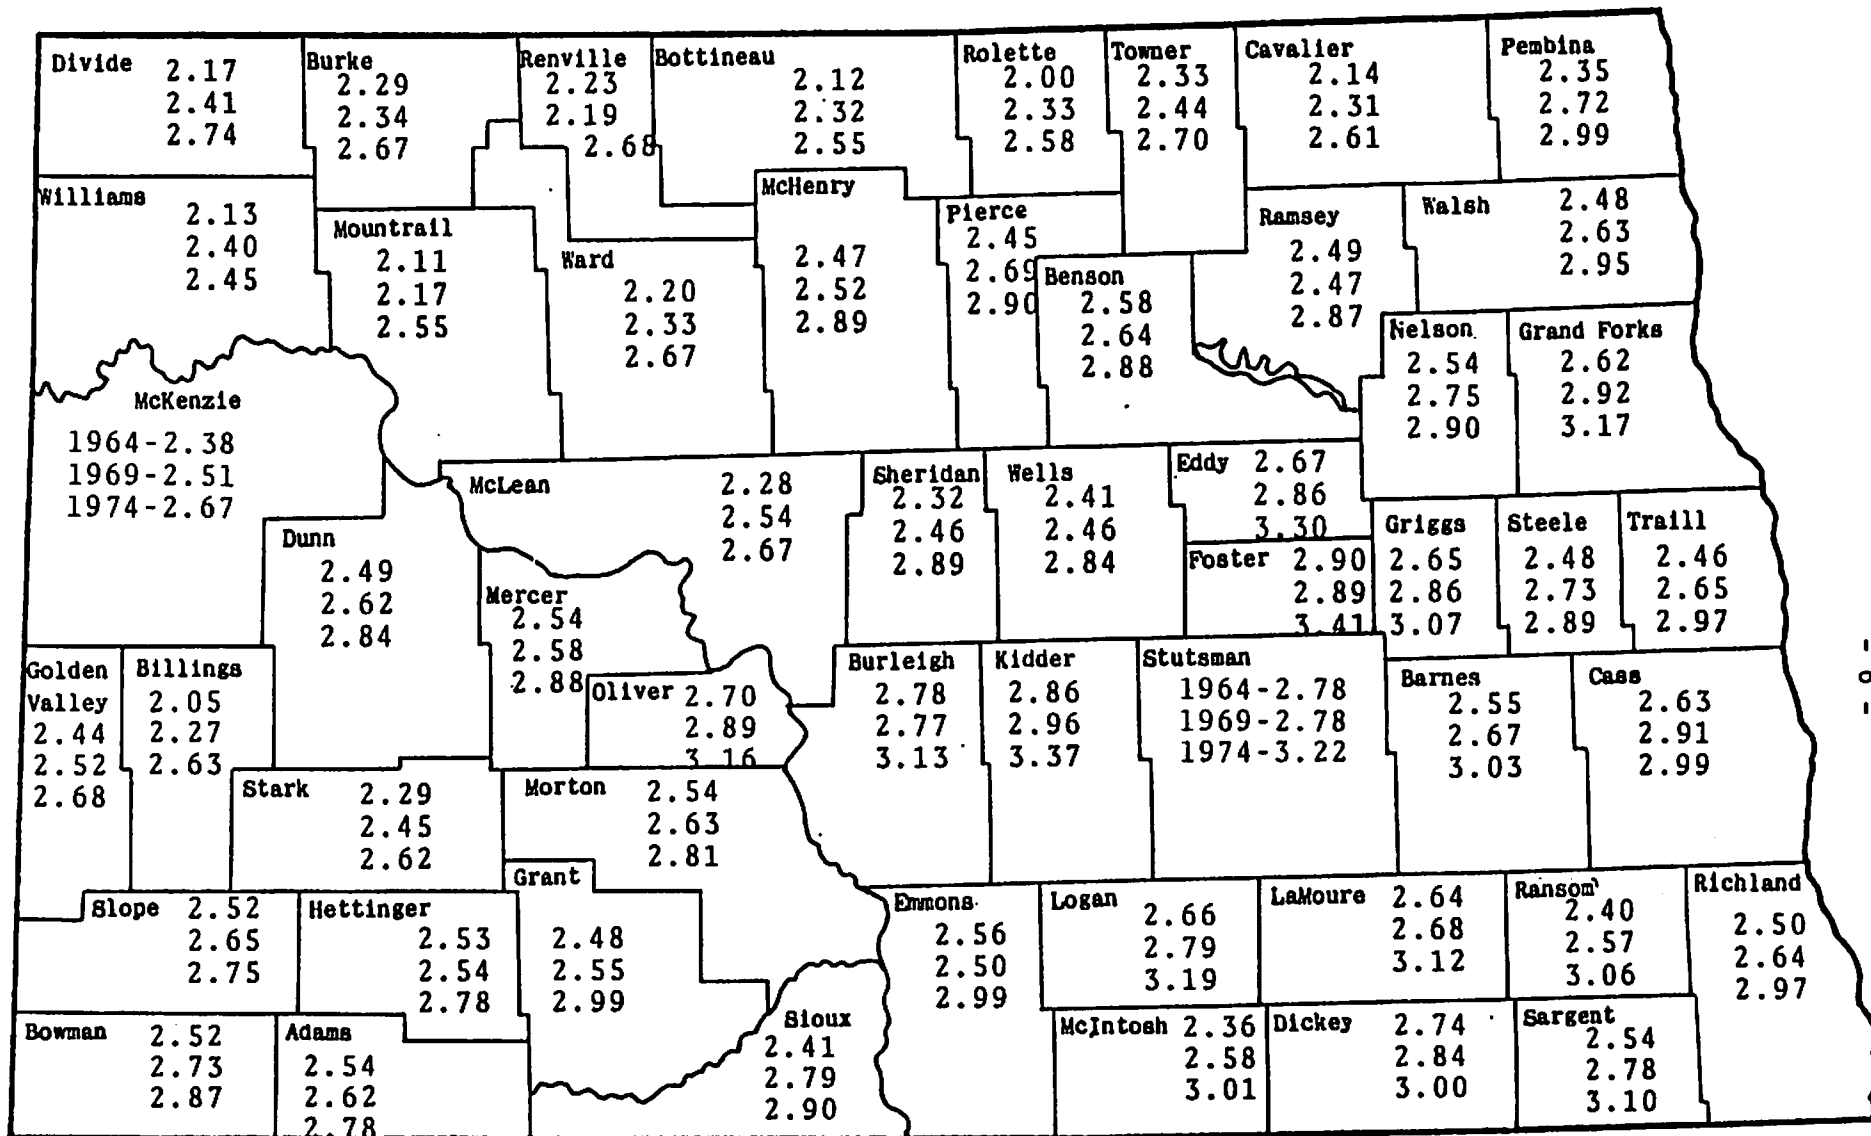 Divide 2.17
2.41
2.74
Burke
2.29
2.34
2.67
Renville
2.23
2.19
2.68
Bottineau
2.12
2.32
2.55
Rolette
2.00
2.33
2.58
Towner
2.33
2.44
2.70
Cavalier
2.14
2.31
2.61
Pembina
2.35
2.72
2.99
Williams
2.13
2.40
2.45
Mountrail
2.11
2.17
2.55
Ward
2.20
2.33
2.67
McHenry
2.47
2.52
2.89
Pierce
2.45
2.69
2.90
Benson
2.58
2.64
2.88
Ramsey
2.49
2.47
2.87
Walsh 2.48
2.63
2.95
Nelson
2.54
2.75
2.90
Grand Forks
2.62
2.92
3.17
McKenzie
1964-2.38
1969-2.51
1974-2.67
Dunn
2.49
2.62
2.84
McLean 2.28
2.54
2.67
Mercer
2.54
2.58
2.88
Oliver 2.70
2.89
3.16
Sheridan
2.32
2.46
2.89
Wells
2.41
2.46
2.84
Eddy 2.67
2.86
3.30
Foster 2.90
2.89
3.41
Griggs
2.65
2.86
3.07
Steele
2.48
2.73
2.89
Traill
2.46
2.65
2.97
Golden
Valley
2.44
2.52
2.68
Billings
2.05
2.27
2.63
Stark 2.29
2.45
2.62
Morton 2.54
2.63
2.81
Burleigh
2.78
2.77
3.13
Kidder
2.86
2.96
3.37
Stutsman
1964-2.78
1969-2.78
1974-3.22
Barnes
2.55
2.67
3.03
Cass
2.63
2.91
2.99
Slope 2.52
2.65
2.75
Hettinger
2.53
2.54
2.78
Grant
2.48
2.55
2.99
Emmons
2.56
2.50
2.99
Logan
2.66
2.79
3.19
LaMoure 2.64
2.68
3.12
Ransom
2.40
2.57
3.06
Richland
2.50
2.64
2.97
Bowman 2.52
2.73
2.87
Adams
2.54
2.62
2.78
Sioux
2.41
2.79
2.90
McIntosh 2.36
2.58
3.01
Dickey 2.74
2.84
3.00
Sargent
2.54
2.78
3.10